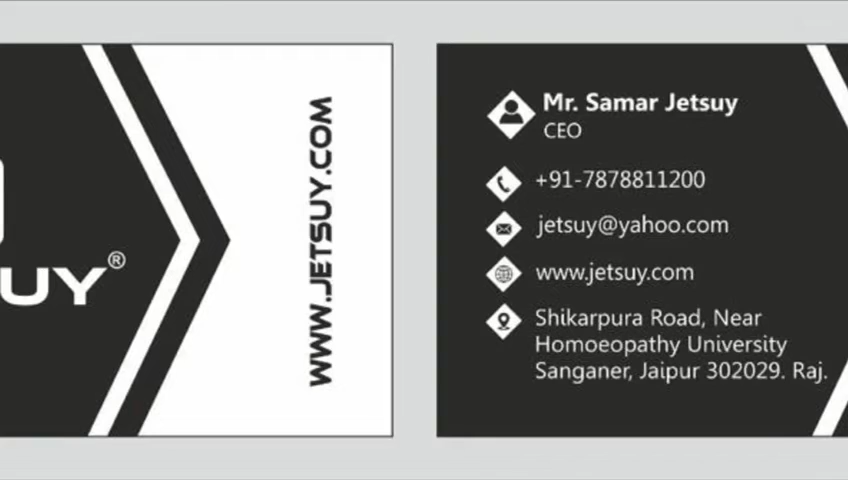 SUY®
WWW.JETSUY.COM
Mr. Samar Jetsuy
CEO
+91-7878811200
jetsuy@yahoo.com
www.jetsuy.com
Shikarpura Road, Near
Homoeopathy University
Sanganer, Jaipur 302029. Raj.